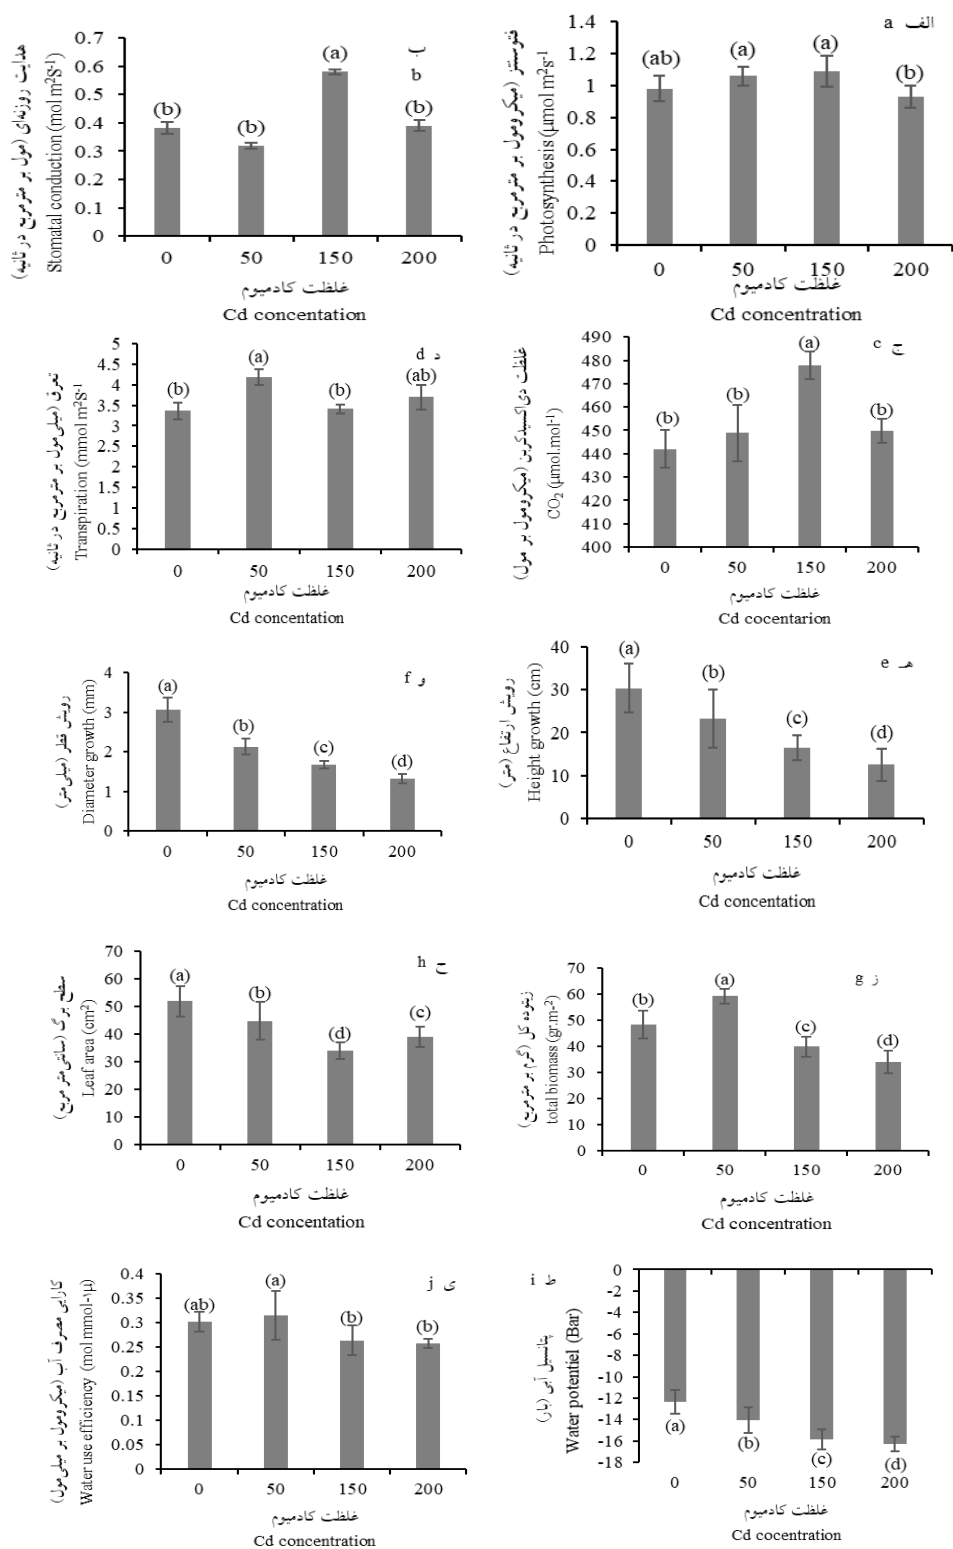 ب
b
0.7
0.6
0.5
0.4
0.3
0.2
0.1
0
(b)
(b)
(a)
(b)
0 50 150 200
هدایت روزنه‌ای (مول بر مترمربع در ثانیه)
Stomatal conduction (mol m2S-1)
غلظت کادمیوم
Cd concentation
الف a
1.4
1.2
1
0.8
0.6
0.4
0.2
0
(ab)
(a)
(a)
(b)
0 50 150 200
فتوسنتز (میکرومول بر مترمربع در ثانیه)
Photosynthesis (μmol m²s-1)
غلظت کادمیوم
Cd concentration
د d
5
4.5
4
3.5
3
2.5
2
1.5
1
0.5
0
(b)
(a)
(b)
(ab)
0 50 150 200
تعرق (میلی‌مول بر مترمربع در ثانیه)
Transpiration (mmol m²S-1)
غلظت کادمیوم
Cd concentation
ج c
490
480
470
460
450
440
430
420
410
400
(b)
(b)
(a)
(b)
0 50 150 200
غلظت دی‌اکسیدکربن (میکرومول بر مول)
CO₂ (μmol.mol-1)
غلظت کادمیوم
Cd cocentarion
و f
4
3
2
1
0
(a)
(b)
(c)
(d)
0 50 150 200
رویش قطر (میلی‌متر)
Diameter growth (mm)
غلظت کادمیوم
Cd concentration
هـ e
40
30
20
10
0
(a)
(b)
(c)
(d)
0 50 150 200
رویش ارتفاع (متر)
Height growth (cm)
غلظت کادمیوم
Cd concentration
ح h
70
60
50
40
30
20
10
0
(a)
(b)
(d)
(c)
0 50 150 200
سطح برگ (سانتی‌متر مربع)
Leaf area (cm²)
غلظت کادمیوم
Cd concentation
ز g
70
60
50
40
30
20
10
0
(b)
(a)
(c)
(d)
0 50 150 200
زیتوده کل (گرم بر مترمربع)
total biomass (gr.m-2)
غلظت کادمیوم
Cd concentration
ی j
0.4
0.35
0.3
0.25
0.2
0.15
0.1
0.05
0
(ab)
(a)
(b)
(b)
0 50 150 200
کارایی مصرف آب (میکرومول بر میلی‌مول)
Water use efficiency (mol mmol-۱μ)
غلظت کادمیوم
Cd concentration
ط i
0
-2
-4
-6
-8
-10
-12
-14
-16
-18
(a)
(b)
(c)
(d)
0 50 150 200
پتانسیل آبی (بار)
Water potentiel (Bar)
غلظت کادمیوم
Cd cocentration